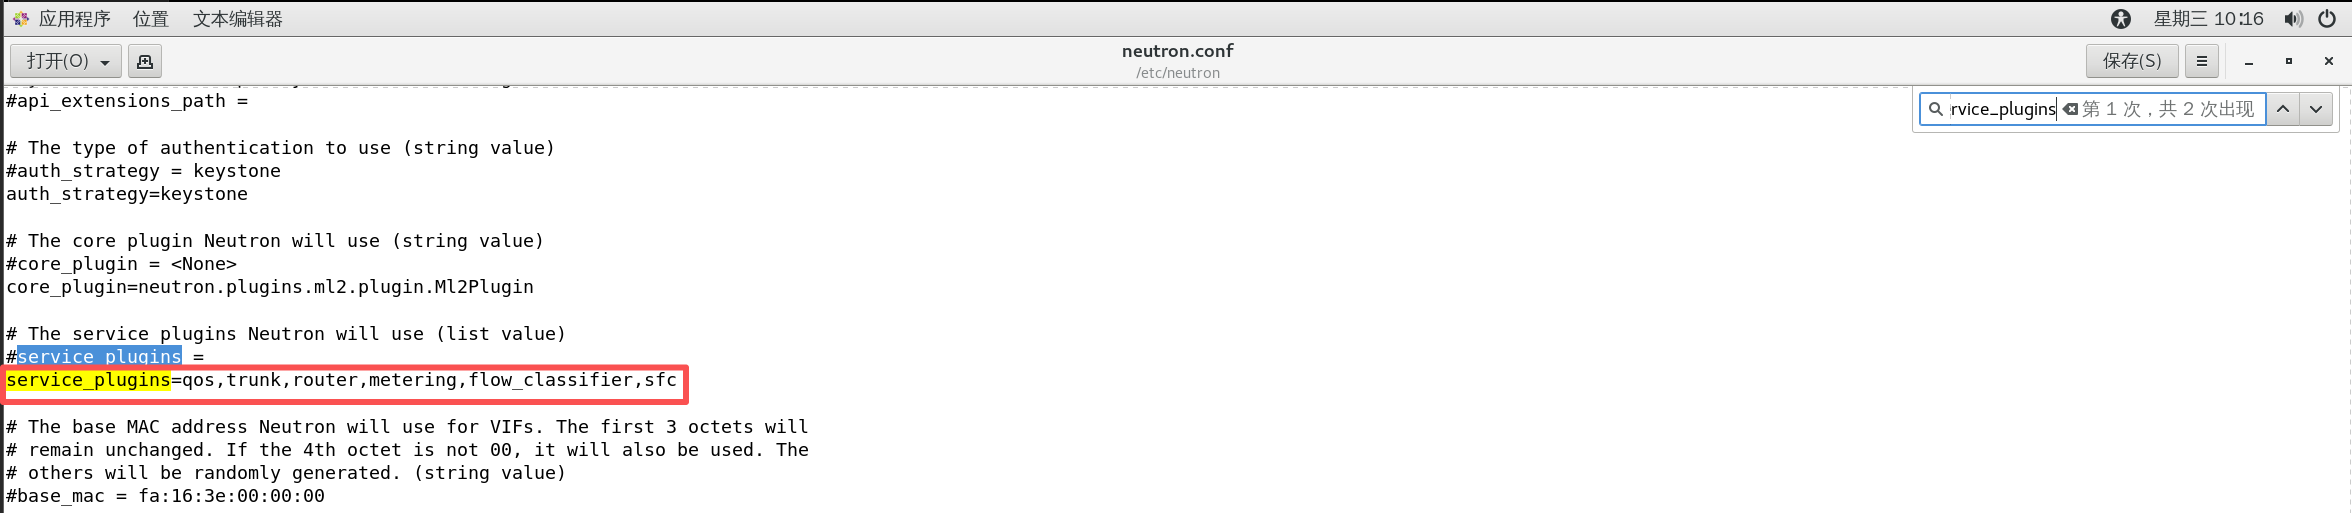 应用程序 位置 文本编辑器 星期三 10:16
打开(O) neutron.conf 保存(S)
/etc/neutron
rvice_plugins 第 1 次，共 2 次出现
#api_extensions_path =
# The type of authentication to use (string value)
#auth_strategy = keystone
auth_strategy=keystone
# The core plugin Neutron will use (string value)
#core_plugin = <None>
core_plugin=neutron.plugins.ml2.plugin.Ml2Plugin
# The service plugins Neutron will use (list value)
#service_plugins =
service_plugins=qos,trunk,router,metering,flow_classifier,sfc
# The base MAC address Neutron will use for VIFs. The first 3 octets will
# remain unchanged. If the 4th octet is not 00, it will also be used. The
# others will be randomly generated. (string value)
#base_mac = fa:16:3e:00:00:00